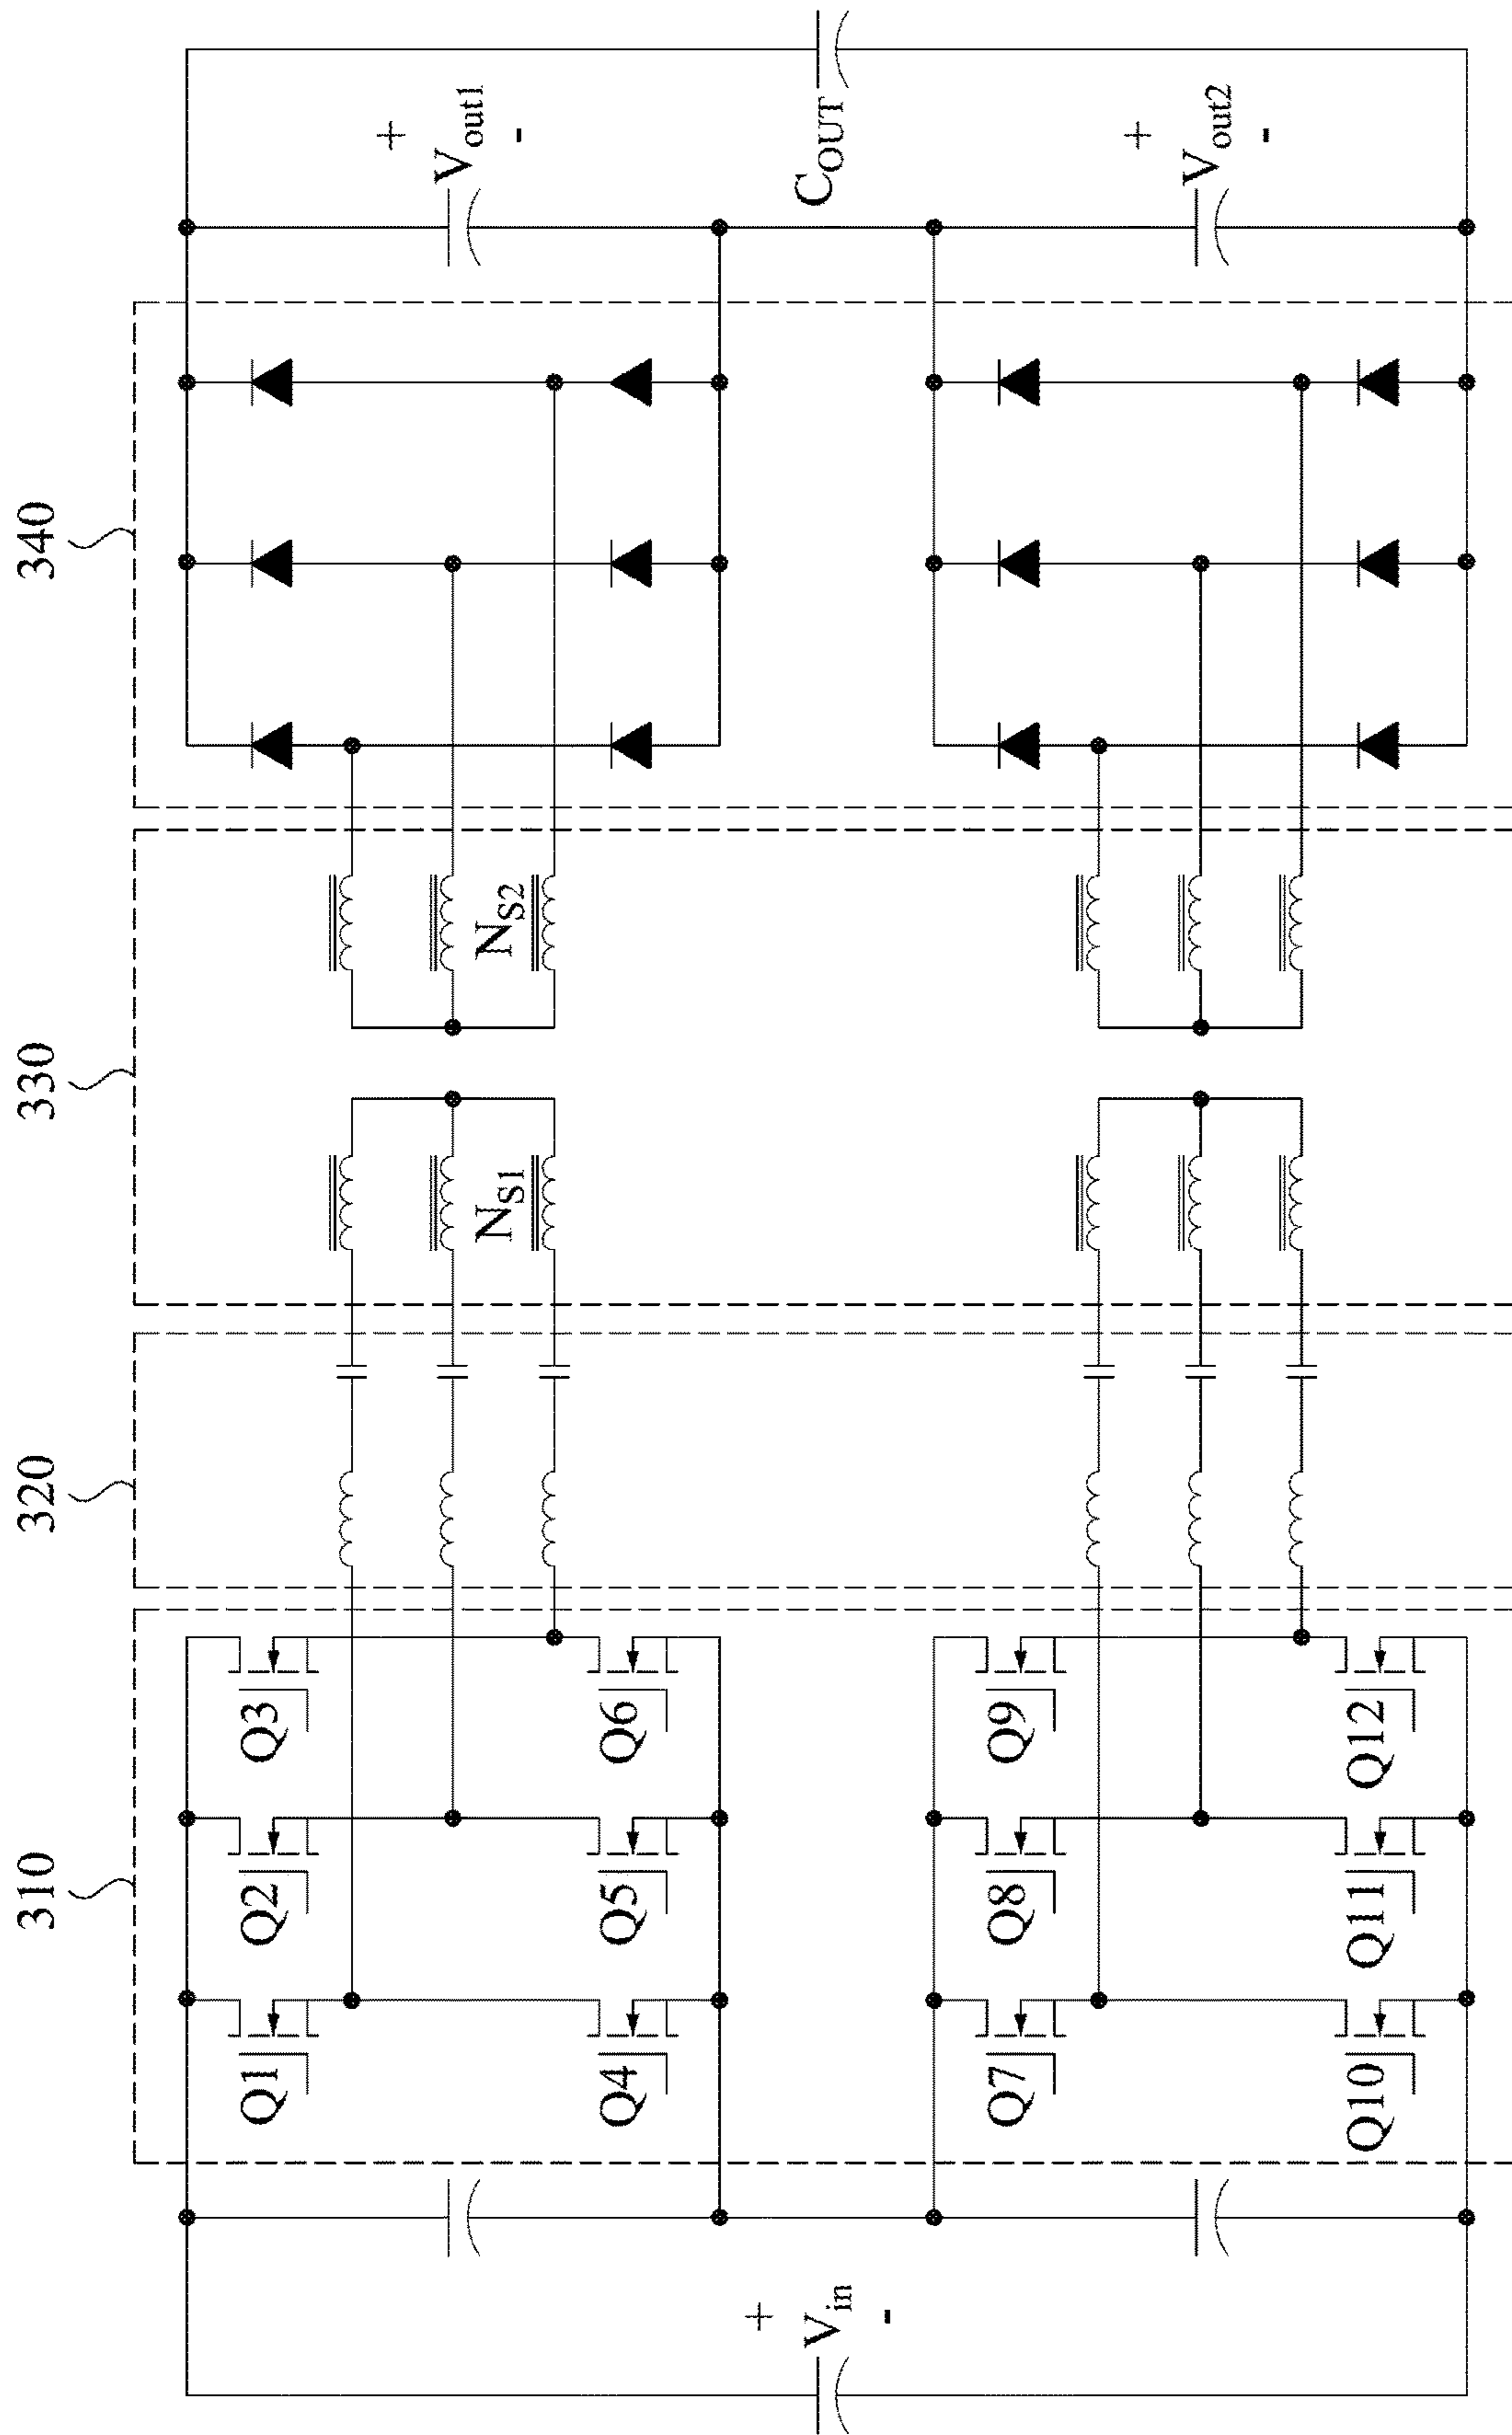 310
320
330
340
Q1
Q2
Q3
Q4
Q5
Q6
Q7
Q8
Q9
Q10
Q11
Q12
+
Vin
-
NS1
NS2
+
Vout1
-
COUT
+
Vout2
-